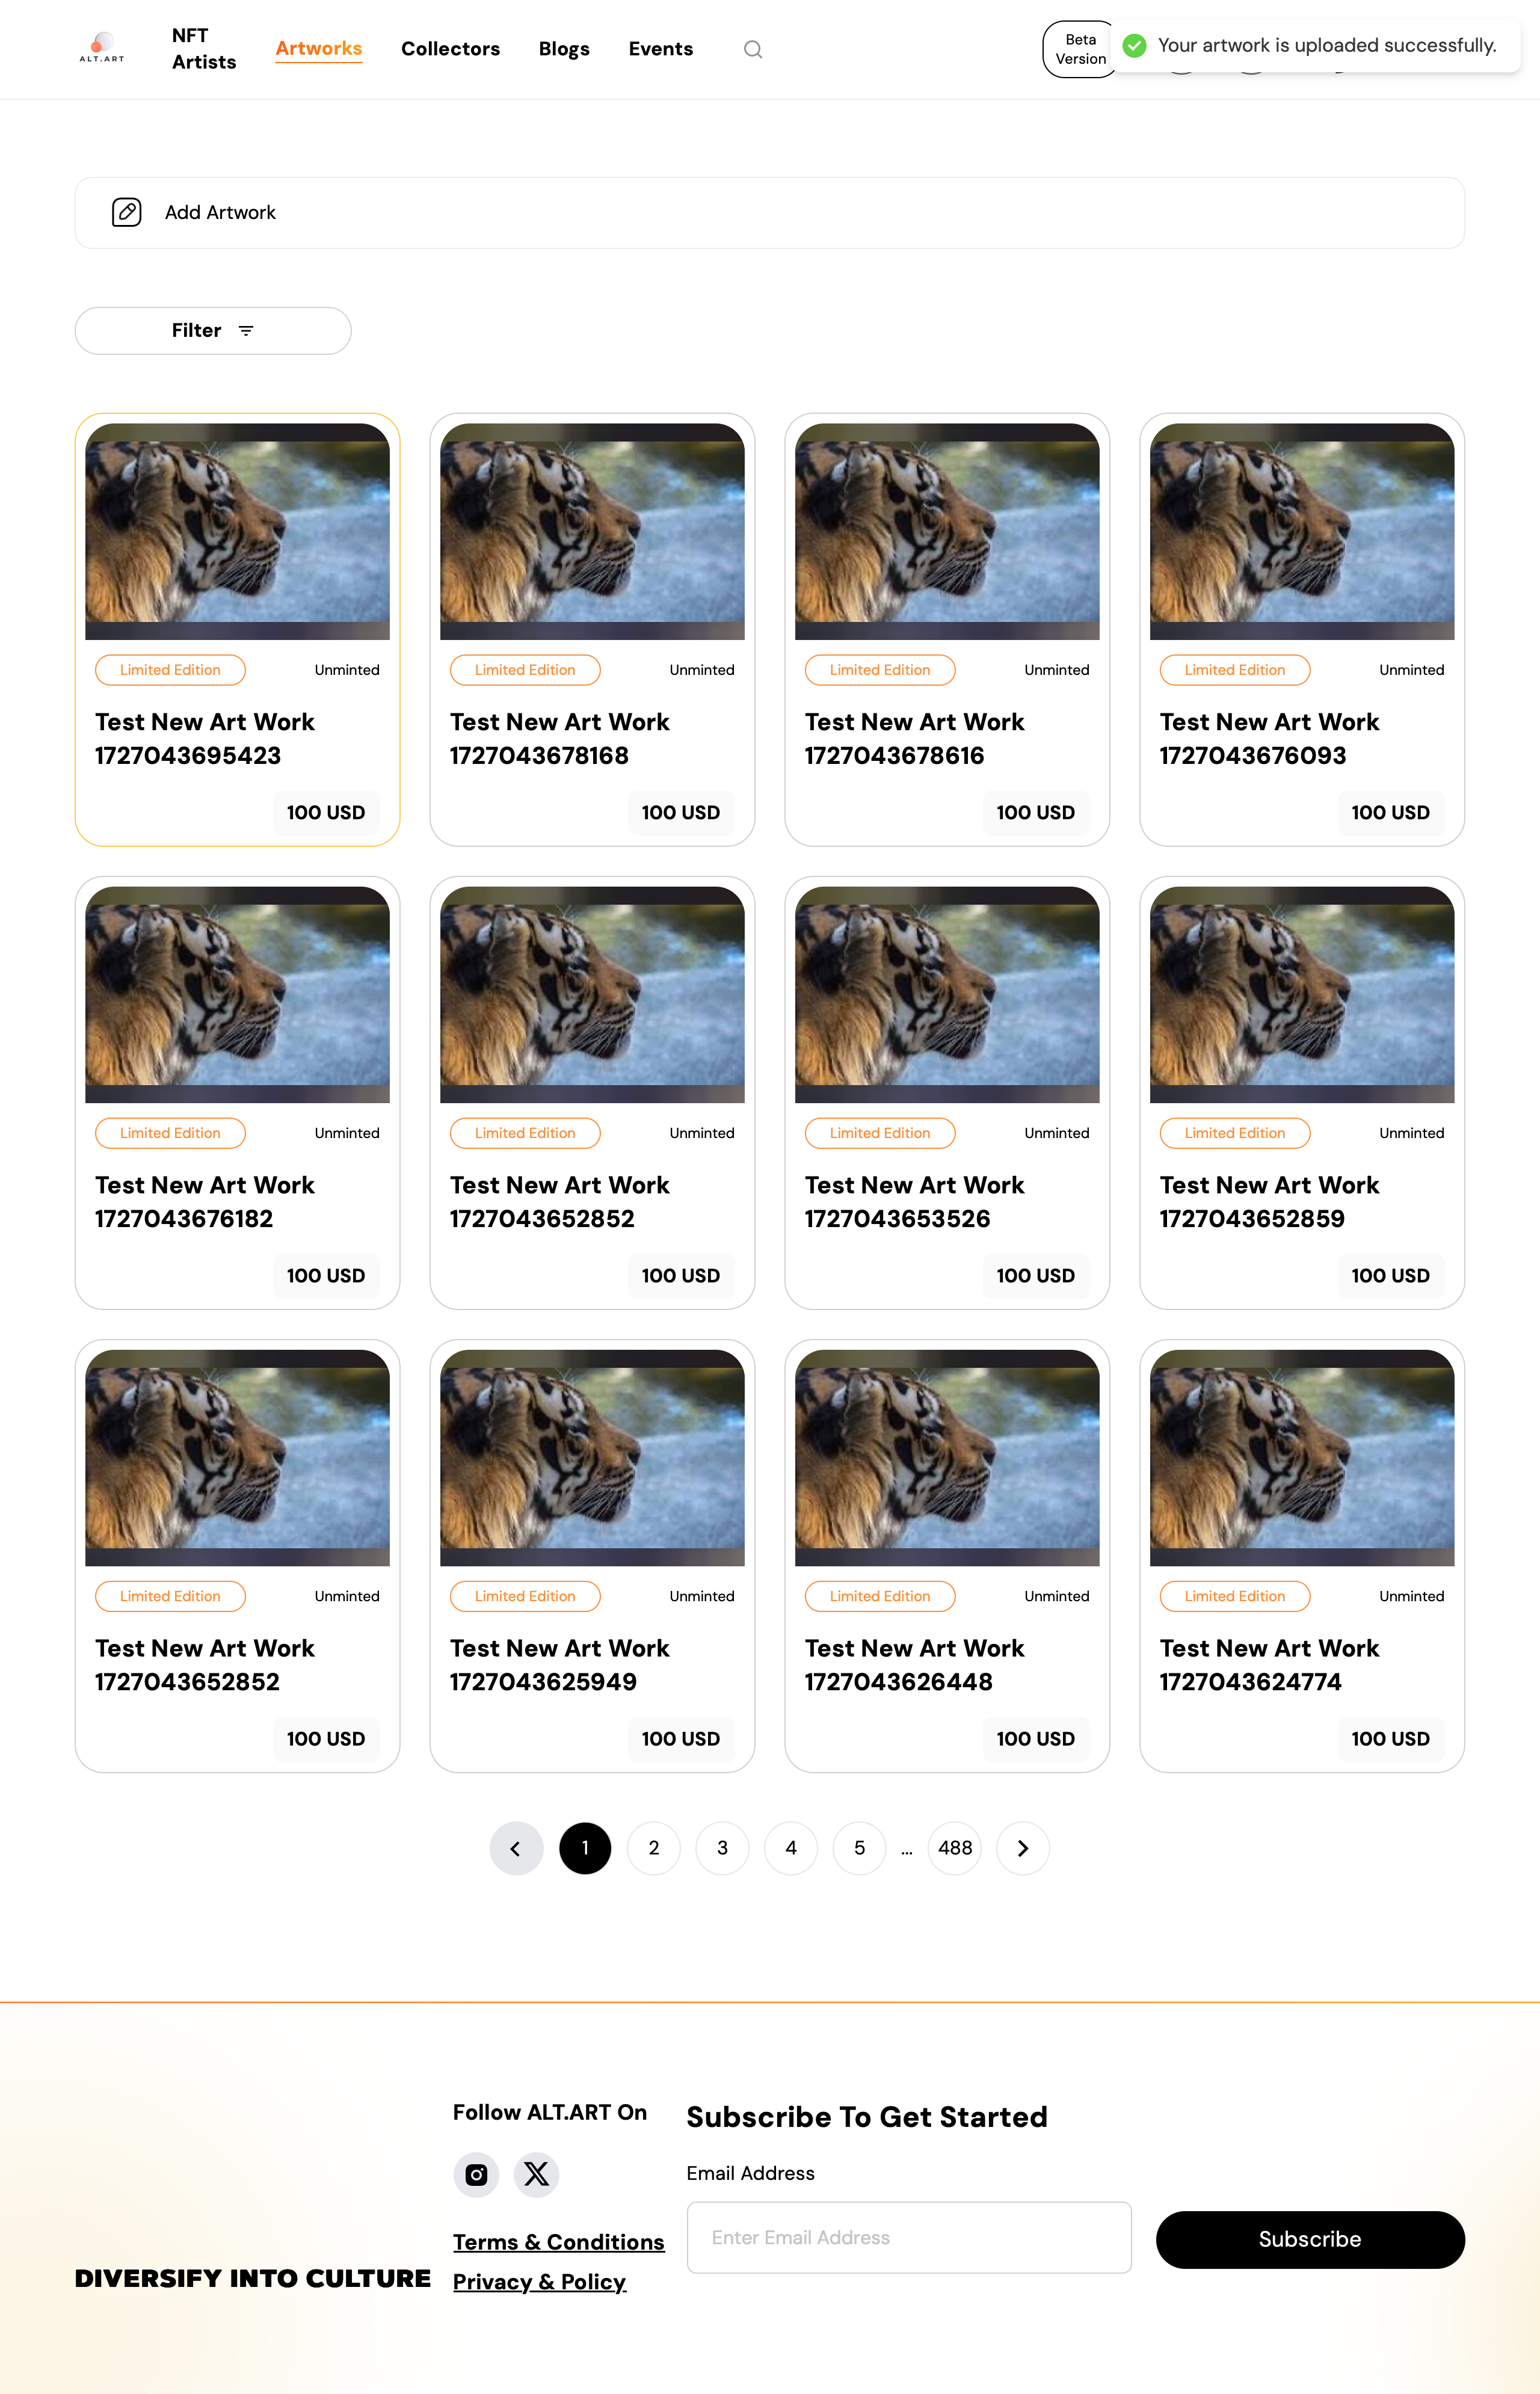 ALT.ART
NFT
Artists
Artworks
Collectors
Blogs
Events
Beta
Version
Your artwork is uploaded successfully.
Add Artwork
Filter
Limited Edition
Unminted
Test New Art Work
1727043695423
100 USD
Limited Edition
Unminted
Test New Art Work
1727043678168
100 USD
Limited Edition
Unminted
Test New Art Work
1727043678616
100 USD
Limited Edition
Unminted
Test New Art Work
1727043676093
100 USD
Limited Edition
Unminted
Test New Art Work
1727043676182
100 USD
Limited Edition
Unminted
Test New Art Work
1727043652852
100 USD
Limited Edition
Unminted
Test New Art Work
1727043653526
100 USD
Limited Edition
Unminted
Test New Art Work
1727043652859
100 USD
Limited Edition
Unminted
Test New Art Work
1727043652852
100 USD
Limited Edition
Unminted
Test New Art Work
1727043625949
100 USD
Limited Edition
Unminted
Test New Art Work
1727043626448
100 USD
Limited Edition
Unminted
Test New Art Work
1727043624774
100 USD
1 2 3 4 5 ... 488
DIVERSIFY INTO CULTURE
Follow ALT.ART On
Terms & Conditions
Privacy & Policy
Subscribe To Get Started
Email Address
Enter Email Address
Subscribe